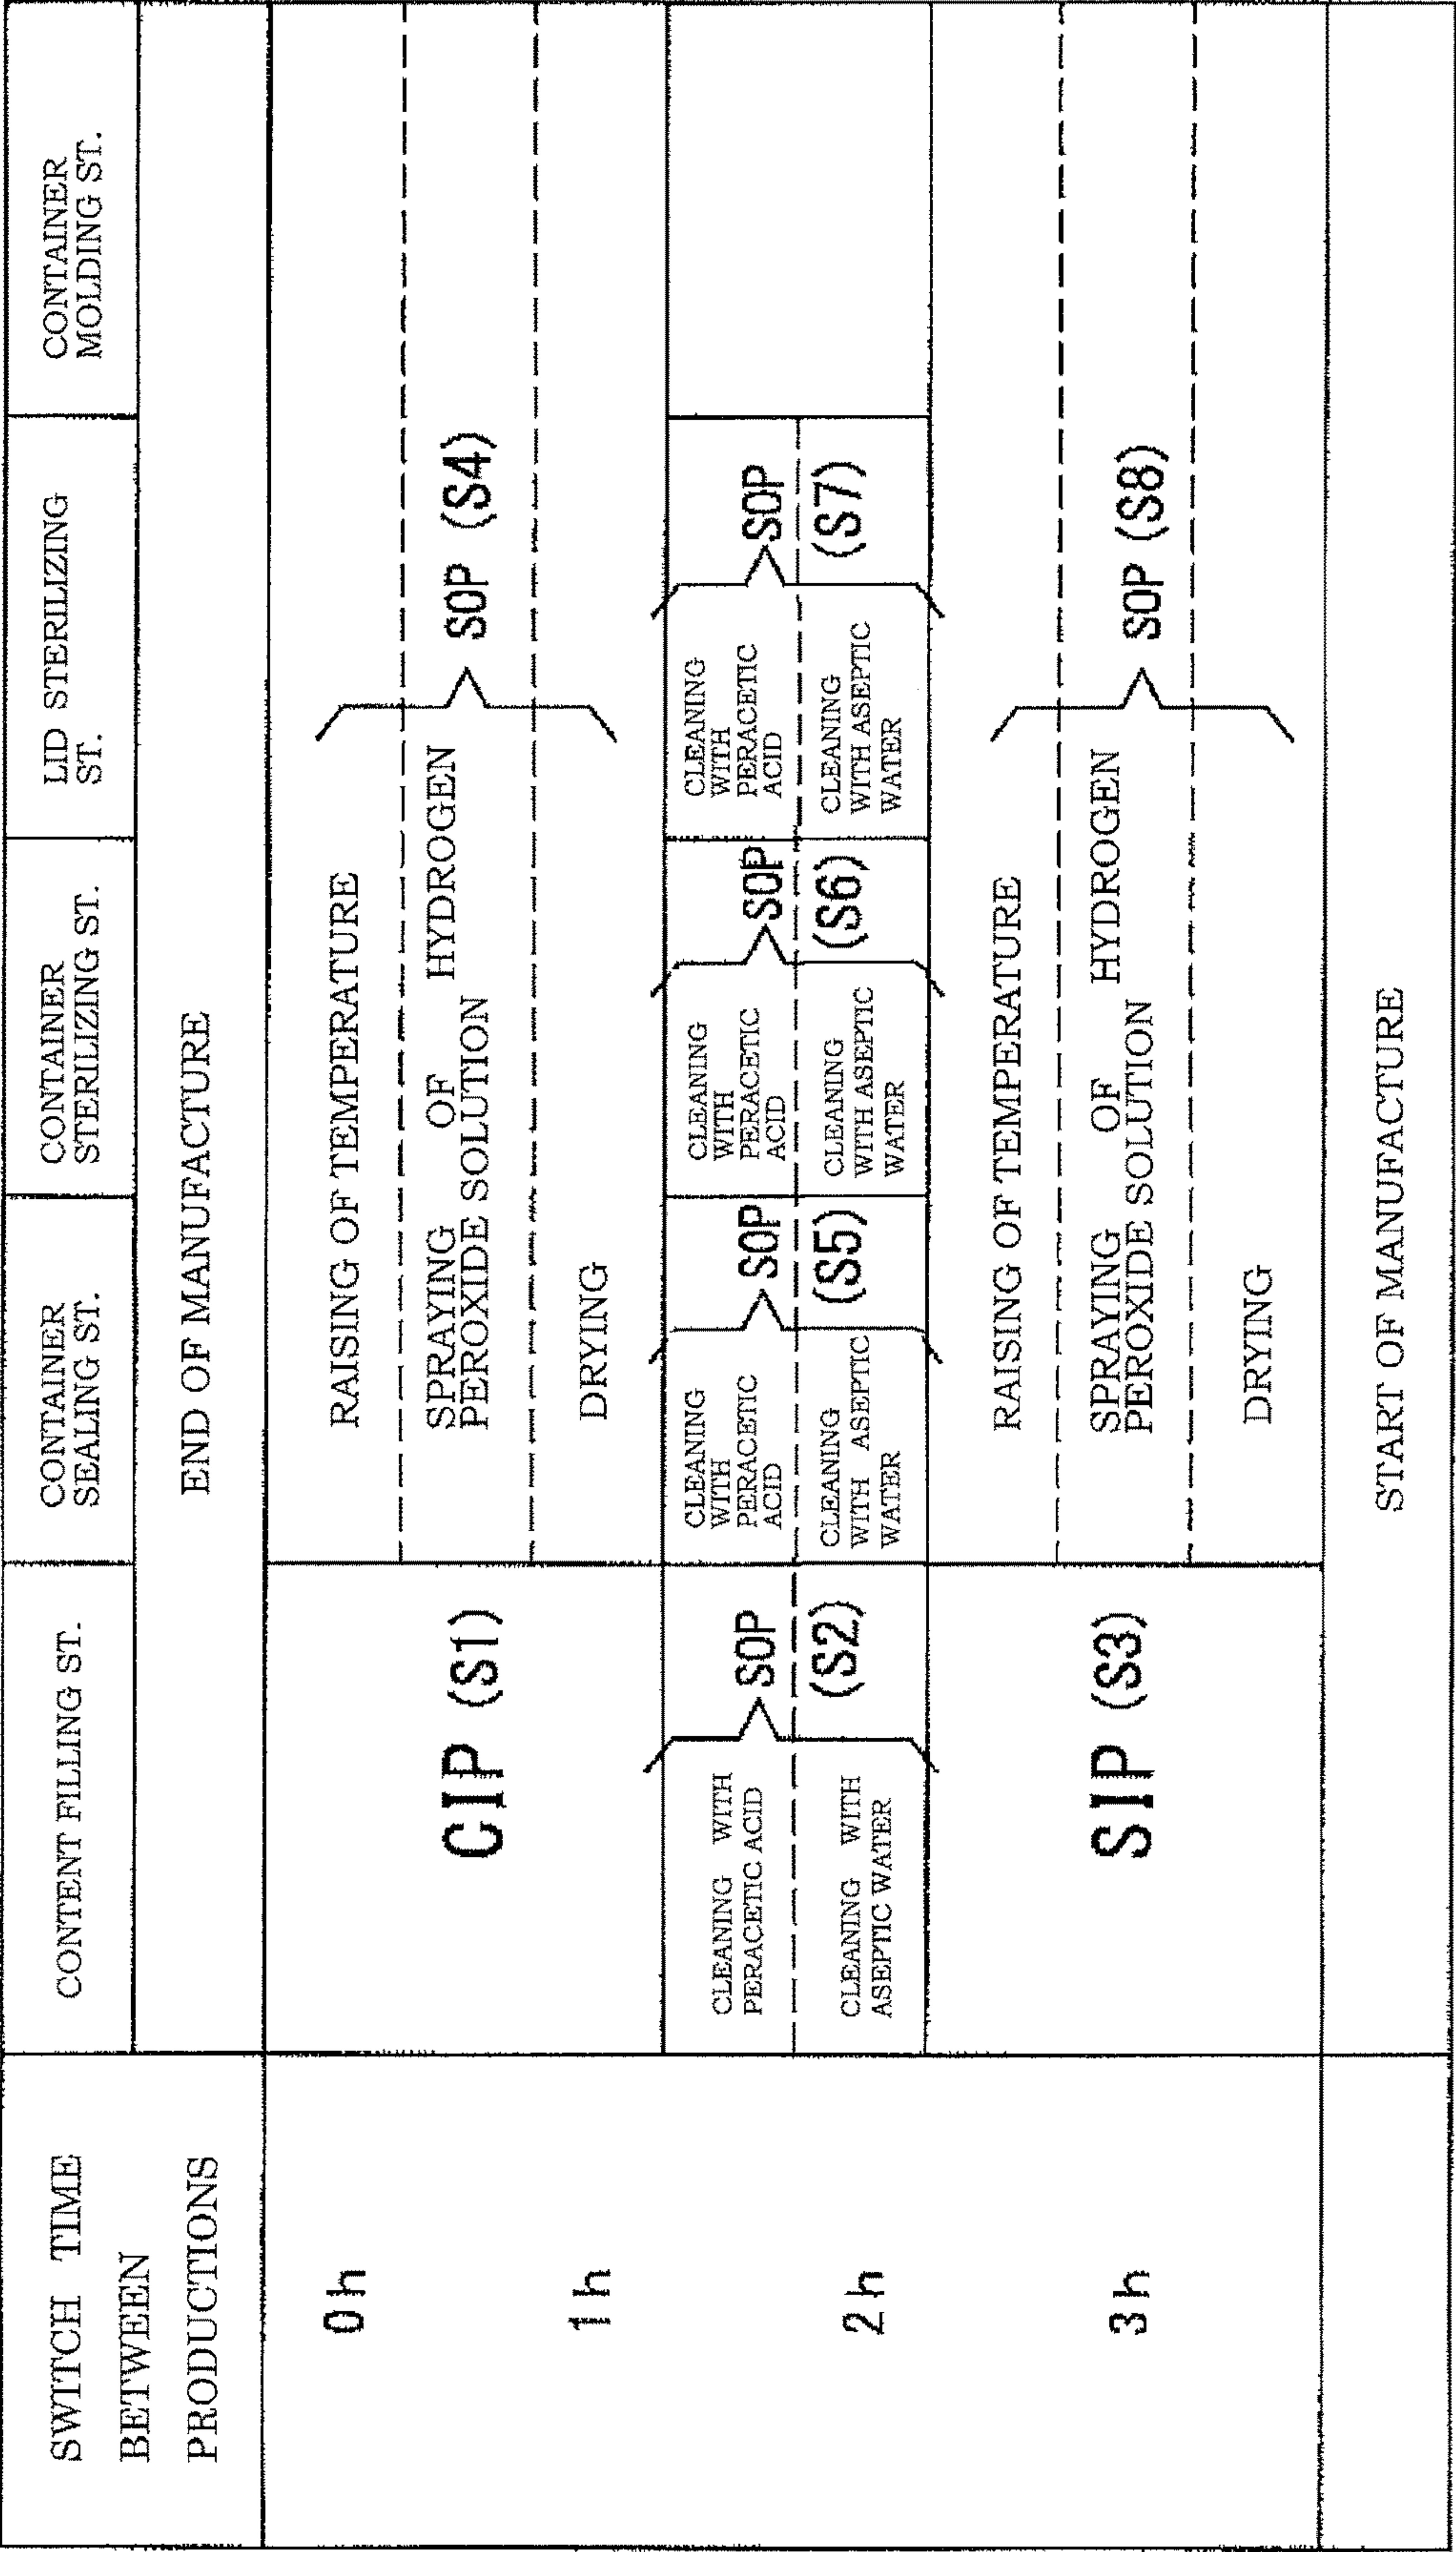 SWITCH TIME
BETWEEN
PRODUCTIONS
CONTENT FILLING ST.
CONTAINER
SEALING ST.
CONTAINER
STERILIZING ST.
LID STERILIZING
ST.
CONTAINER
MOLDING ST.
END OF MANUFACTURE
0h
1h
2h
3h
CIP (S1)
RAISING OF TEMPERATURE
SPRAYING OF HYDROGEN
PEROXIDE SOLUTION
DRYING
SOP (S4)
CLEANING WITH
PERACETIC ACID
CLEANING WITH
ASEPTIC WATER
SOP
(S2)
CLEANING
WITH
PERACETIC
ACID
CLEANING
WITH ASEPTIC
WATER
SOP
(S5)
CLEANING
WITH
PERACETIC
ACID
CLEANING
WITH ASEPTIC
WATER
SOP
(S6)
CLEANING
WITH
PERACETIC
ACID
CLEANING
WITH ASEPTIC
WATER
SOP
(S7)
SIP (S3)
RAISING OF TEMPERATURE
SPRAYING OF HYDROGEN
PEROXIDE SOLUTION
DRYING
SOP (S8)
START OF MANUFACTURE